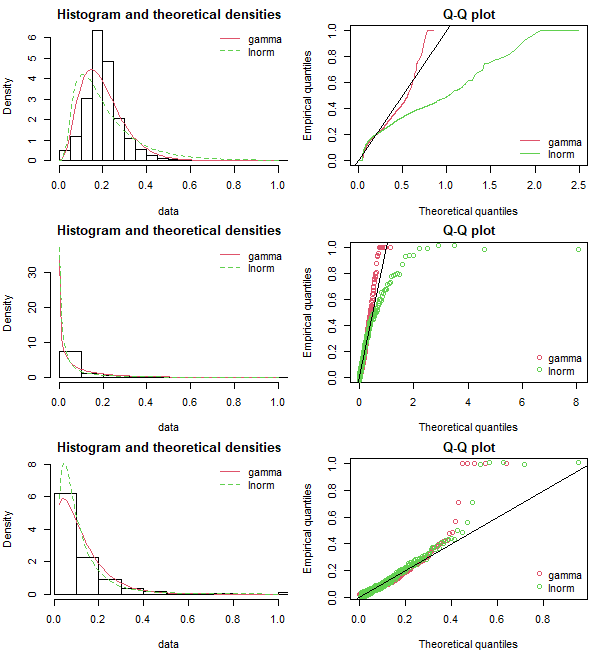 Histogram and theoretical densities
Density
0 1 2 3 4 5 6
0.0 0.2 0.4 0.6 0.8 1.0
data
gamma
lnorm
Q-Q plot
Empirical quantiles
0.0 0.2 0.4 0.6 0.8 1.0
0.0 0.5 1.0 1.5 2.0 2.5
Theoretical quantiles
gamma
lnorm
Histogram and theoretical densities
Density
0 10 20 30
0.0 0.2 0.4 0.6 0.8 1.0
data
gamma
lnorm
Q-Q plot
Empirical quantiles
0.0 0.2 0.4 0.6 0.8 1.0
0 2 4 6 8
Theoretical quantiles
gamma
lnorm
Histogram and theoretical densities
Density
0 2 4 6 8
0.0 0.2 0.4 0.6 0.8 1.0
data
gamma
lnorm
Q-Q plot
Empirical quantiles
0.0 0.2 0.4 0.6 0.8 1.0
0.0 0.2 0.4 0.6 0.8
Theoretical quantiles
gamma
lnorm